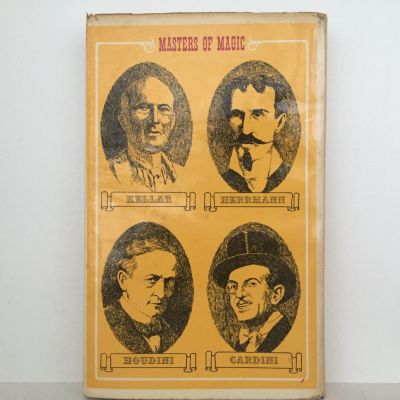 MASTERS OF MAGIC
KELLAR
HERRMANN
HOUDINI
CARDINI